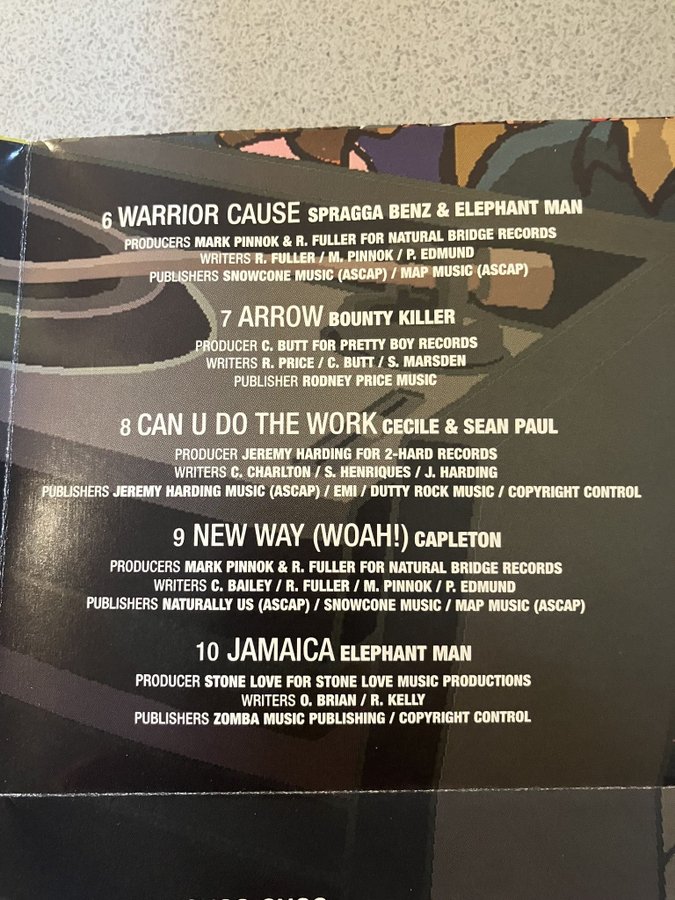 6 WARRIOR CAUSE SPRAGGA BENZ & ELEPHANT MAN
PRODUCERS MARK PINNOK & R. FULLER FOR NATURAL BRIDGE RECORDS
WRITERS R. FULLER / M. PINNOK / P. EDMUND
PUBLISHERS SNOWCONE MUSIC (ASCAP) / MAP MUSIC (ASCAP)
7 ARROW BOUNTY KILLER
PRODUCER C. BUTT FOR PRETTY BOY RECORDS
WRITERS R. PRICE / C. BUTT / S. MARSDEN
PUBLISHER RODNEY PRICE MUSIC
8 CAN U DO THE WORK CECILE & SEAN PAUL
PRODUCER JEREMY HARDING FOR 2-HARD RECORDS
WRITERS C. CHARLTON / S. HENRIQUES / J. HARDING
PUBLISHERS JEREMY HARDING MUSIC (ASCAP) / EMI / DUTTY ROCK MUSIC / COPYRIGHT CONTROL
9 NEW WAY (WOAH!) CAPLETON
PRODUCERS MARK PINNOK & R. FULLER FOR NATURAL BRIDGE RECORDS
WRITERS C. BAILEY / R. FULLER / M. PINNOK / P. EDMUND
PUBLISHERS NATURALLY US (ASCAP) / SNOWCONE MUSIC / MAP MUSIC (ASCAP)
10 JAMAICA ELEPHANT MAN
PRODUCER STONE LOVE FOR STONE LOVE MUSIC PRODUCTIONS
WRITERS O. BRIAN / R. KELLY
PUBLISHERS ZOMBA MUSIC PUBLISHING / COPYRIGHT CONTROL